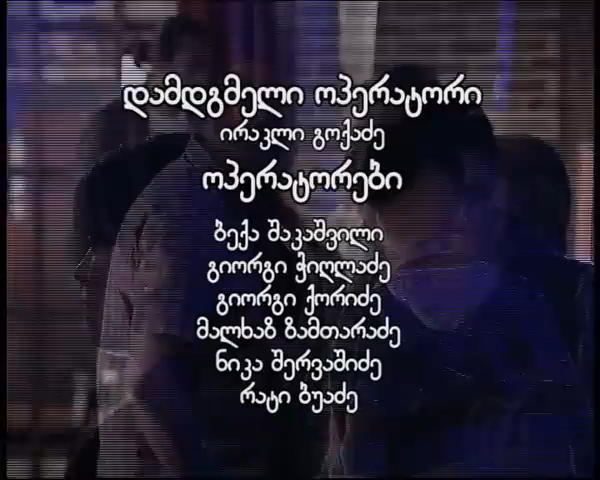 დამდგმელი ოპერატორი
ირაკლი გოქაძე
ოპერატორები
ბექა შაკაშვილი
გიორგი ჭიღლაძე
გიორგი ქორიძე
მალხაზ ზამთარაძე
ნიკა შერვაშიძე
რატი ბუაძე